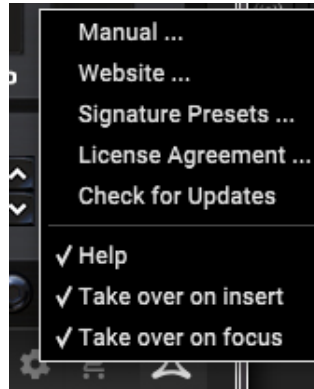 Manual ...
Website ...
Signature Presets ...
License Agreement ...
Check for Updates
✓ Help
✓ Take over on insert
✓ Take over on focus